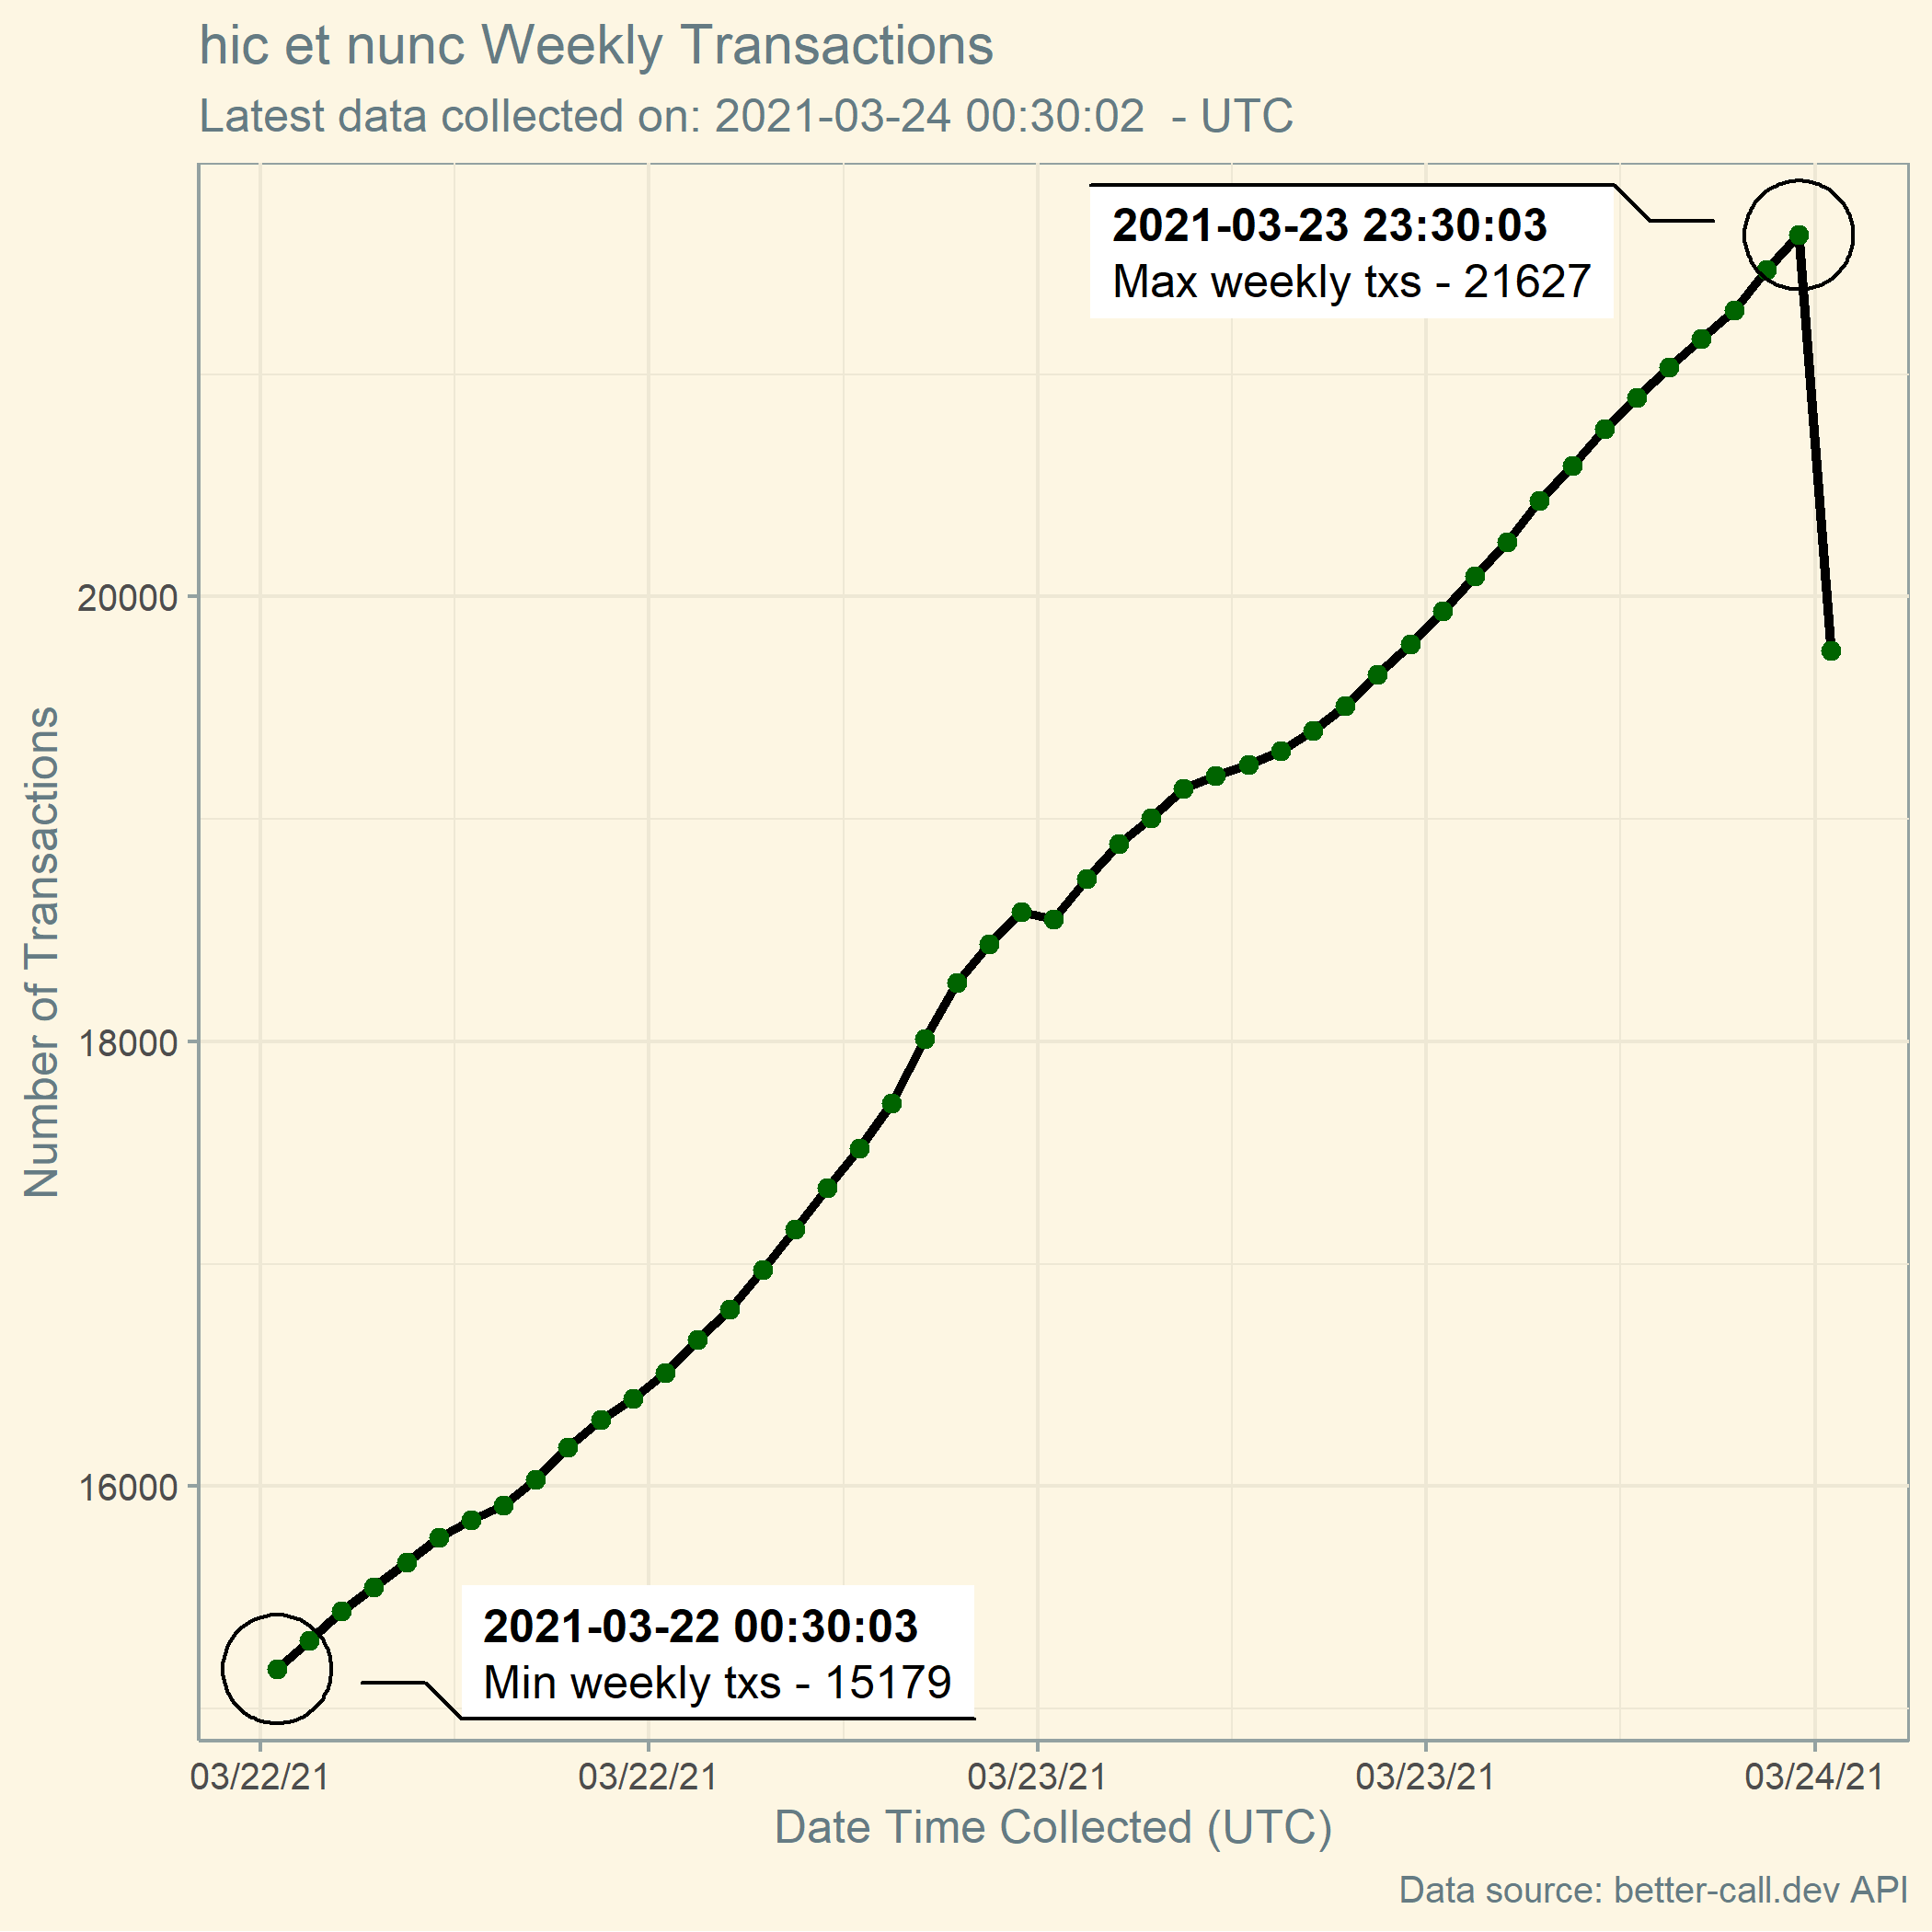 hic et nunc Weekly Transactions
Latest data collected on: 2021-03-24 00:30:02  - UTC
2021-03-23 23:30:03
Max weekly txs - 21627
Number of Transactions
20000
18000
16000
2021-03-22 00:30:03
Min weekly txs - 15179
03/22/21 03/22/21 03/23/21 03/23/21 03/24/21
Date Time Collected (UTC)
Data source: better-call.dev API